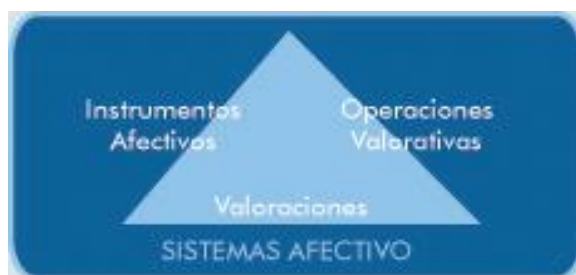 Instrumentos
Afectivos
Operaciones
Valorativas
Valoraciones
SISTEMAS AFECTIVO